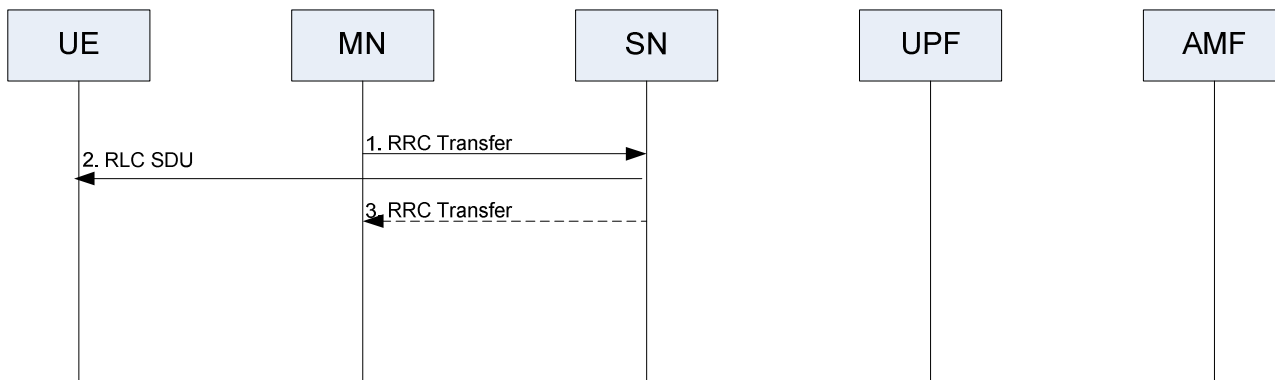 UE
MN
SN
UPF
AMF
1. RRC Transfer
2. RLC SDU
3. RRC Transfer